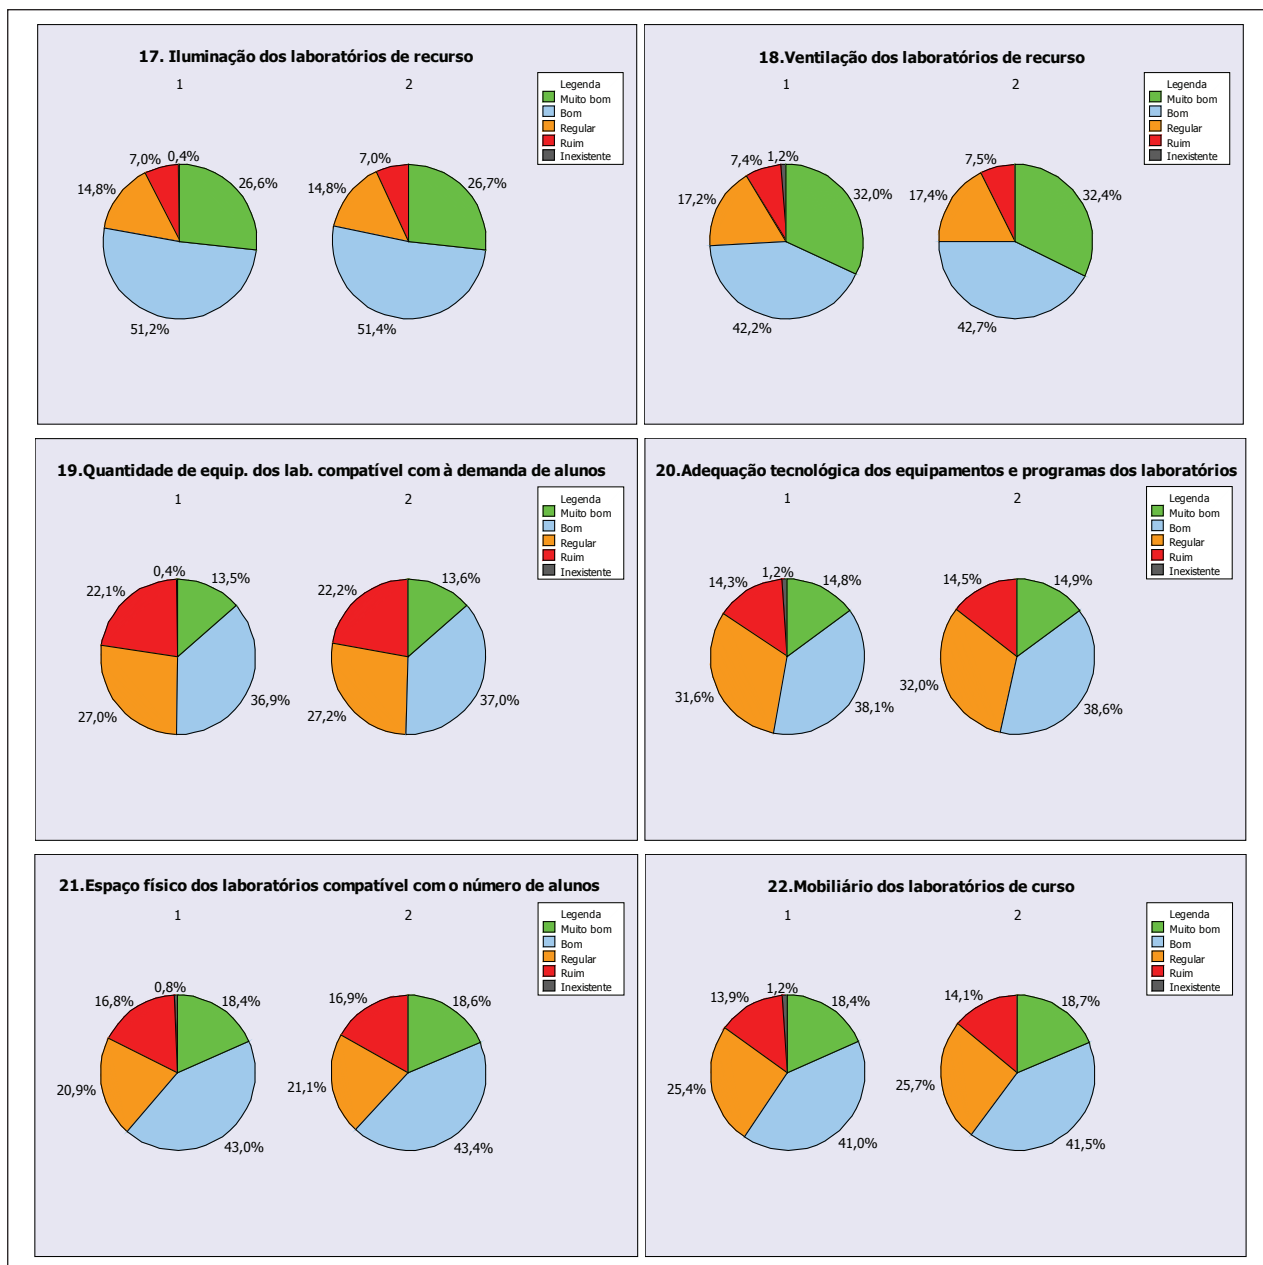 17. Iluminação dos laboratórios de recurso
1
2
Legenda
Muito bom
Bom
Regular
Ruim
Inexistente
7,0%
0,4%
14,8%
26,6%
51,2%
7,0%
14,8%
26,7%
51,4%
18.Ventilação dos laboratórios de recurso
1
2
Legenda
Muito bom
Bom
Regular
Ruim
Inexistente
7,4%
1,2%
17,2%
32,0%
42,2%
7,5%
17,4%
32,4%
42,7%
19.Quantidade de equip. dos lab. compatível com à demanda de alunos
1
2
Legenda
Muito bom
Bom
Regular
Ruim
Inexistente
0,4%
22,1%
13,5%
27,0%
36,9%
22,2%
13,6%
27,2%
37,0%
20.Adequação tecnológica dos equipamentos e programas dos laboratórios
1
2
Legenda
Muito bom
Bom
Regular
Ruim
Inexistente
14,3%
1,2%
14,8%
31,6%
38,1%
14,5%
14,9%
32,0%
38,6%
21.Espaço físico dos laboratórios compatível com o número de alunos
1
2
Legenda
Muito bom
Bom
Regular
Ruim
Inexistente
0,8%
16,8%
18,4%
20,9%
43,0%
16,9%
18,6%
21,1%
43,4%
22.Mobiliário dos laboratórios de curso
1
2
Legenda
Muito bom
Bom
Regular
Ruim
Inexistente
13,9%
1,2%
18,4%
25,4%
41,0%
14,1%
18,7%
25,7%
41,5%